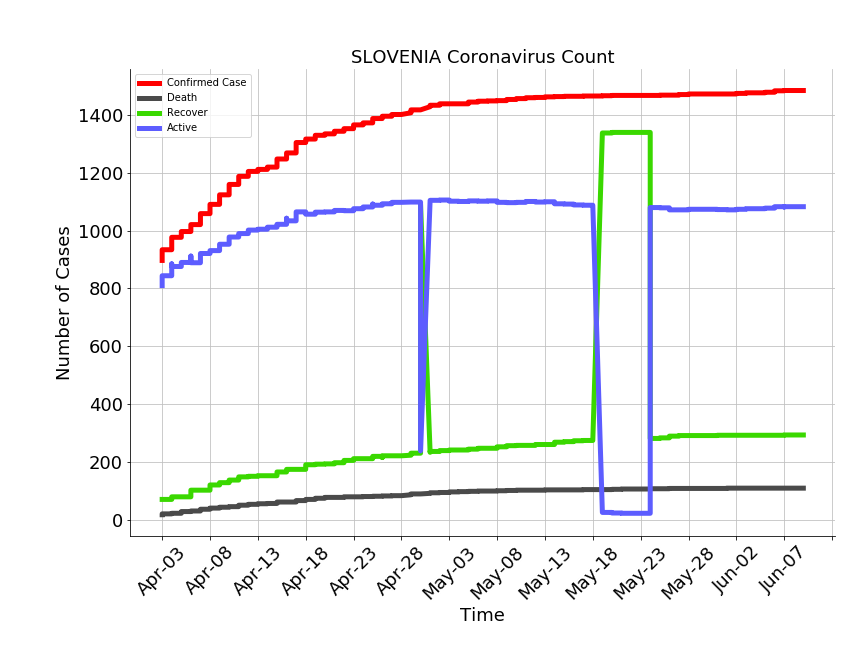 SLOVENIA Coronavirus Count
Confirmed Case
Death
Recover
Active
1400
1200
1000
800
600
400
200
0
Number of Cases
Apr-03
Apr-08
Apr-13
Apr-18
Apr-23
Apr-28
May-03
May-08
May-13
May-18
May-23
May-28
Jun-02
Jun-07
Time